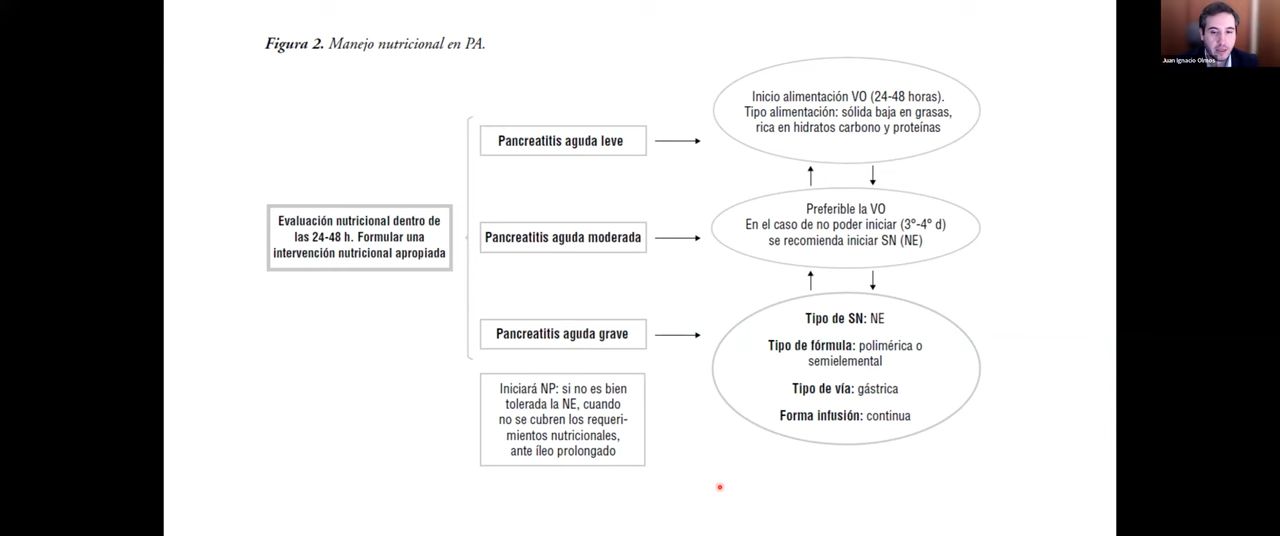 Figura 2. Manejo nutricional en PA.
Juan Ignacio Olmos
Evaluación nutricional dentro de
las 24-48 h. Formular una
intervención nutricional apropiada
Pancreatitis aguda leve
Inicio alimentación VO (24-48 horas).
Tipo alimentación: sólida baja en grasas,
rica en hidratos carbono y proteínas
Pancreatitis aguda moderada
Preferible la VO
En el caso de no poder iniciar (3°-4° d)
se recomienda iniciar SN (NE)
Pancreatitis aguda grave
Tipo de SN: NE
Tipo de fórmula: polimérica o
semielemental
Tipo de vía: gástrica
Forma infusión: continua
Iniciará NP: si no es bien
tolerada la NE, cuando
no se cubren los requeri-
mientos nutricionales,
ante íleo prolongado